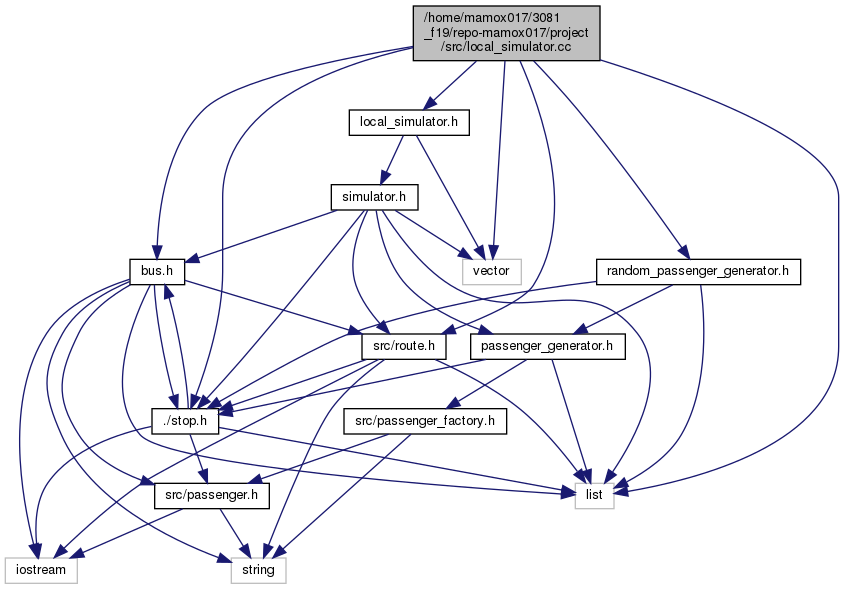 /home/mamox017/3081
_f19/repo-mamox017/project
/src/local_simulator.cc
local_simulator.h
simulator.h
bus.h
vector
random_passenger_generator.h
src/route.h
passenger_generator.h
./stop.h
src/passenger_factory.h
src/passenger.h
list
iostream
string